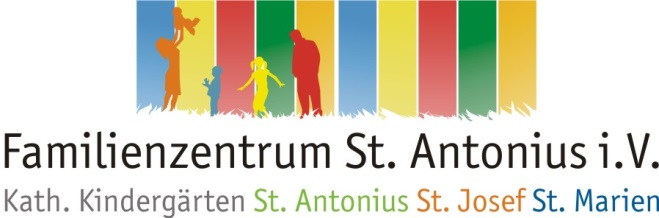 Familienzentrum St. Antonius i.V.
Kath. Kindergärten St. Antonius St. Josef St. Marien